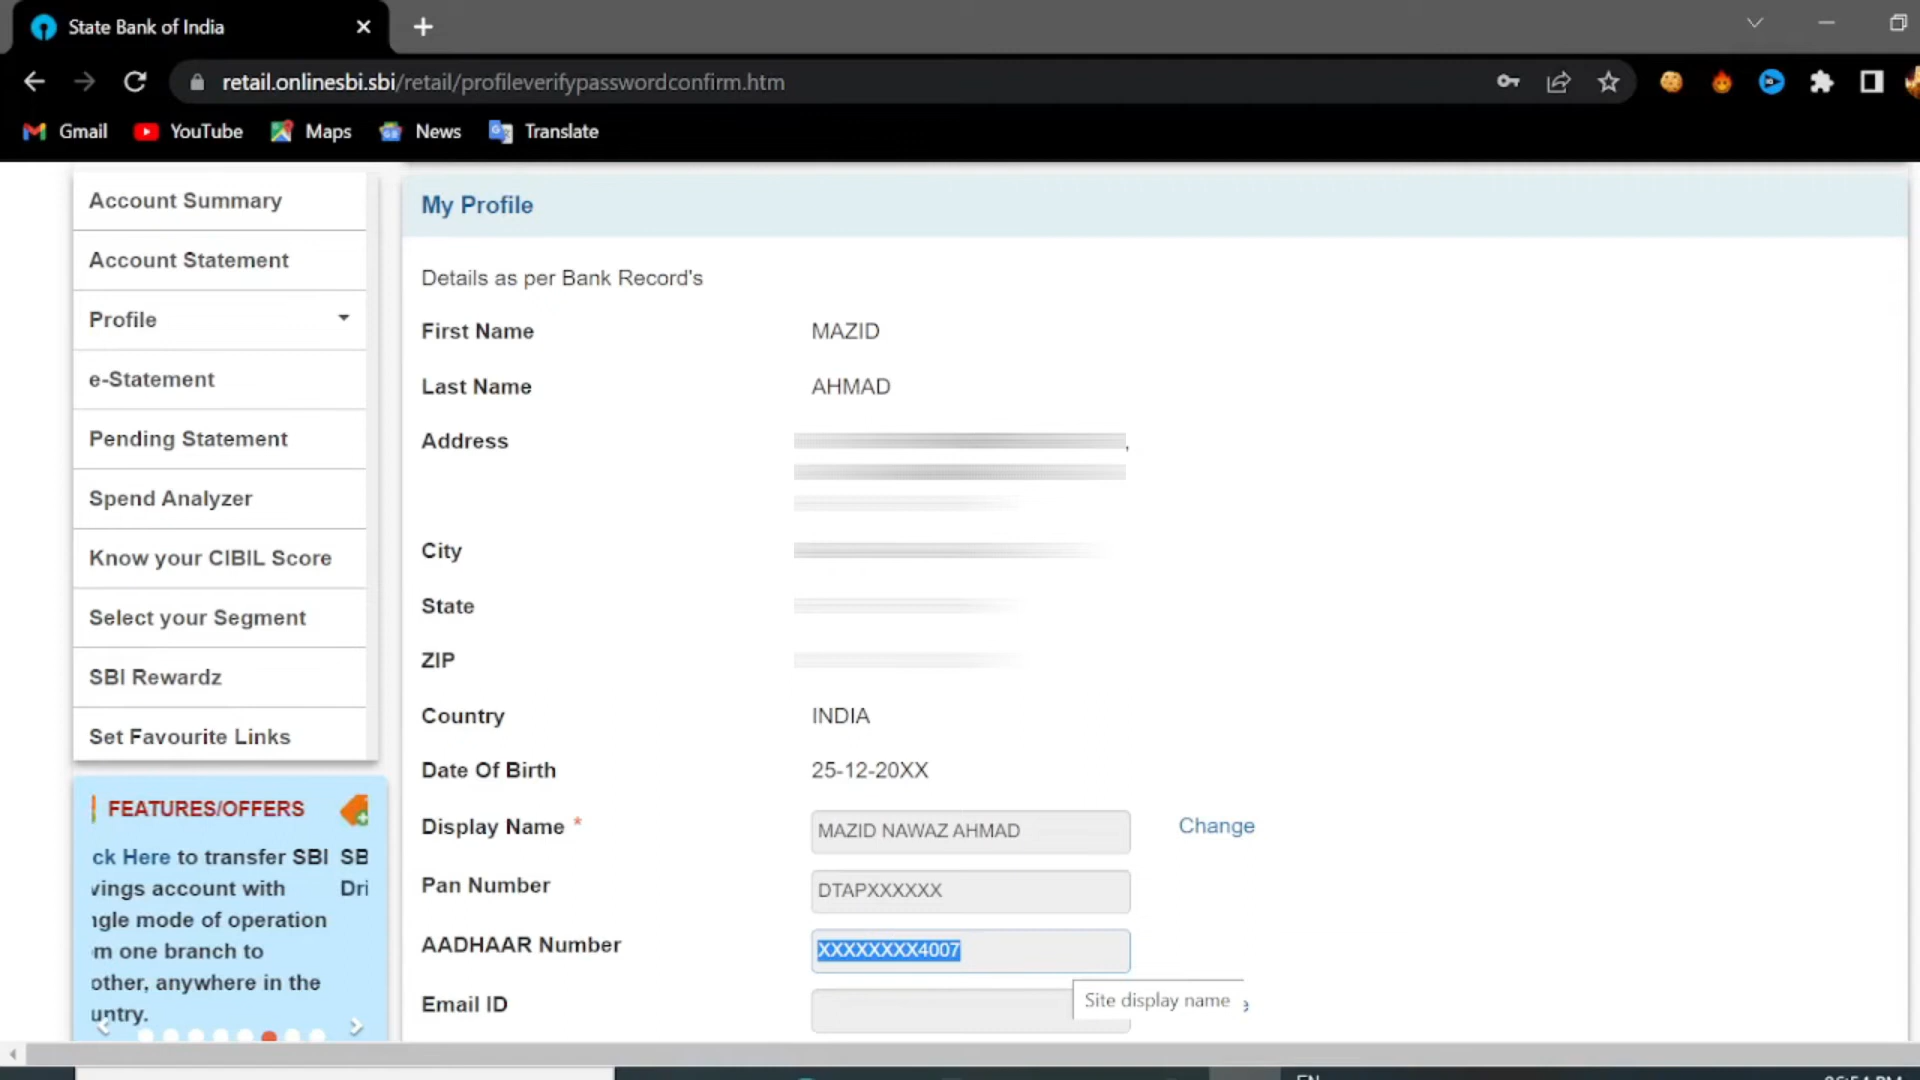 State Bank of India
retail.onlinesbi.sbi/retail/profileverifypasswordconfirm.htm
Gmail YouTube Maps News Translate
Account Summary
Account Statement
Profile
e-Statement
Pending Statement
Spend Analyzer
Know your CIBIL Score
Select your Segment
SBI Rewardz
Set Favourite Links
FEATURES/OFFERS
ck Here to transfer SBI SB
vings account with Dri
ngle mode of operation
om one branch to
other, anywhere in the
untry.
My Profile
Details as per Bank Record's
First Name MAZID
Last Name AHMAD
Address ,
City
State
ZIP
Country INDIA
Date Of Birth 25-12-20XX
Display Name * MAZID NAWAZ AHMAD Change
Pan Number DTAPXXXXXX
AADHAAR Number XXXXXXXX4007
Email ID
Site display name